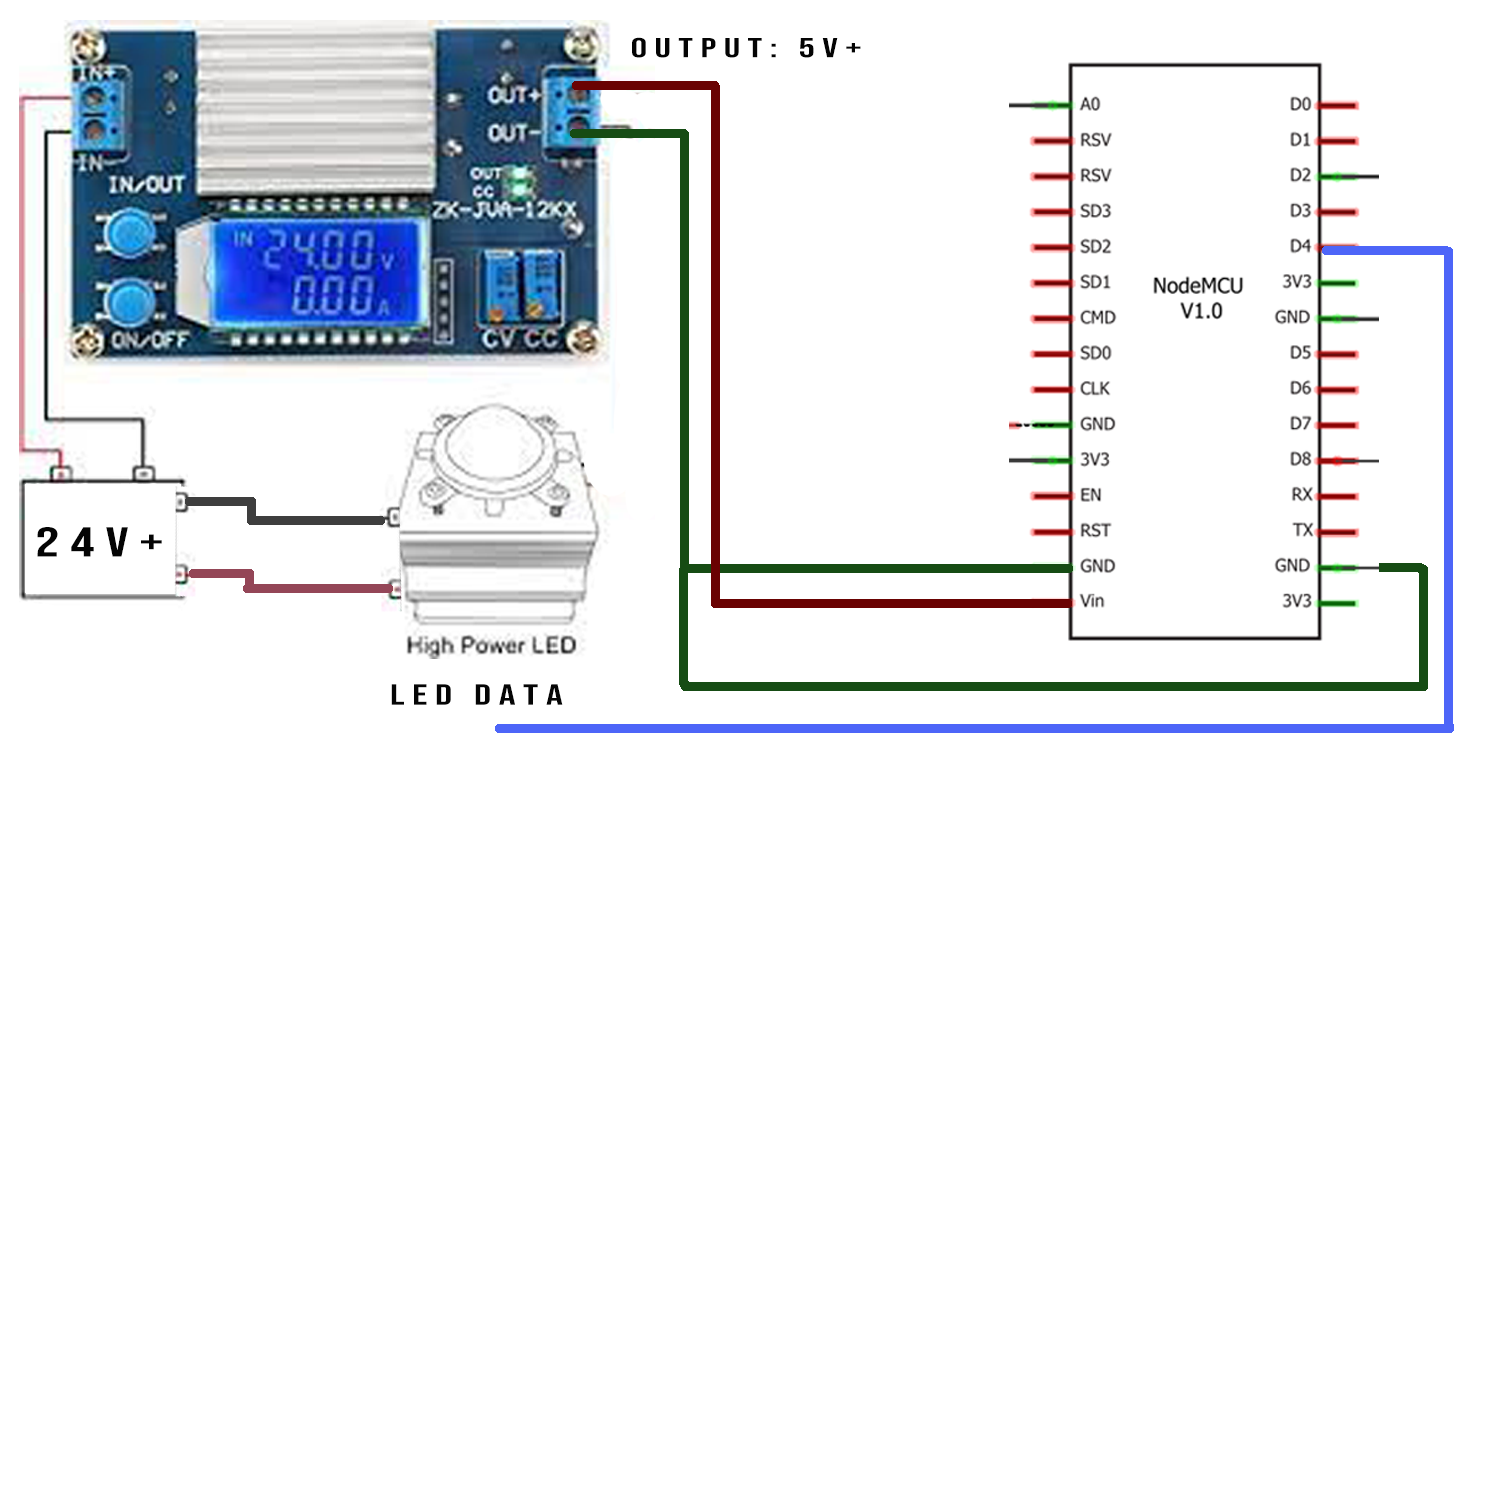 OUTPUT: 5V+
IN+
OUT+
OUT-
IN-
IN/OUT
OUT
CC
ZK-JVA-12KX
IN 24.00 V
0.00 A
ON/OFF
CV CC
24V+
High Power LED
LED DATA
NodeMCU
V1.0
A0
RSV
RSV
SD3
SD2
SD1
CMD
SD0
CLK
GND
3V3
EN
RST
GND
Vin
D0
D1
D2
D3
D4
3V3
GND
D5
D6
D7
D8
RX
TX
GND
3V3